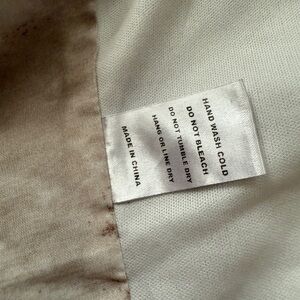 HAND WASH COLD
DO NOT BLEACH
DO NOT TUMBLE DRY
HANG OR LINE DRY
MADE IN CHINA